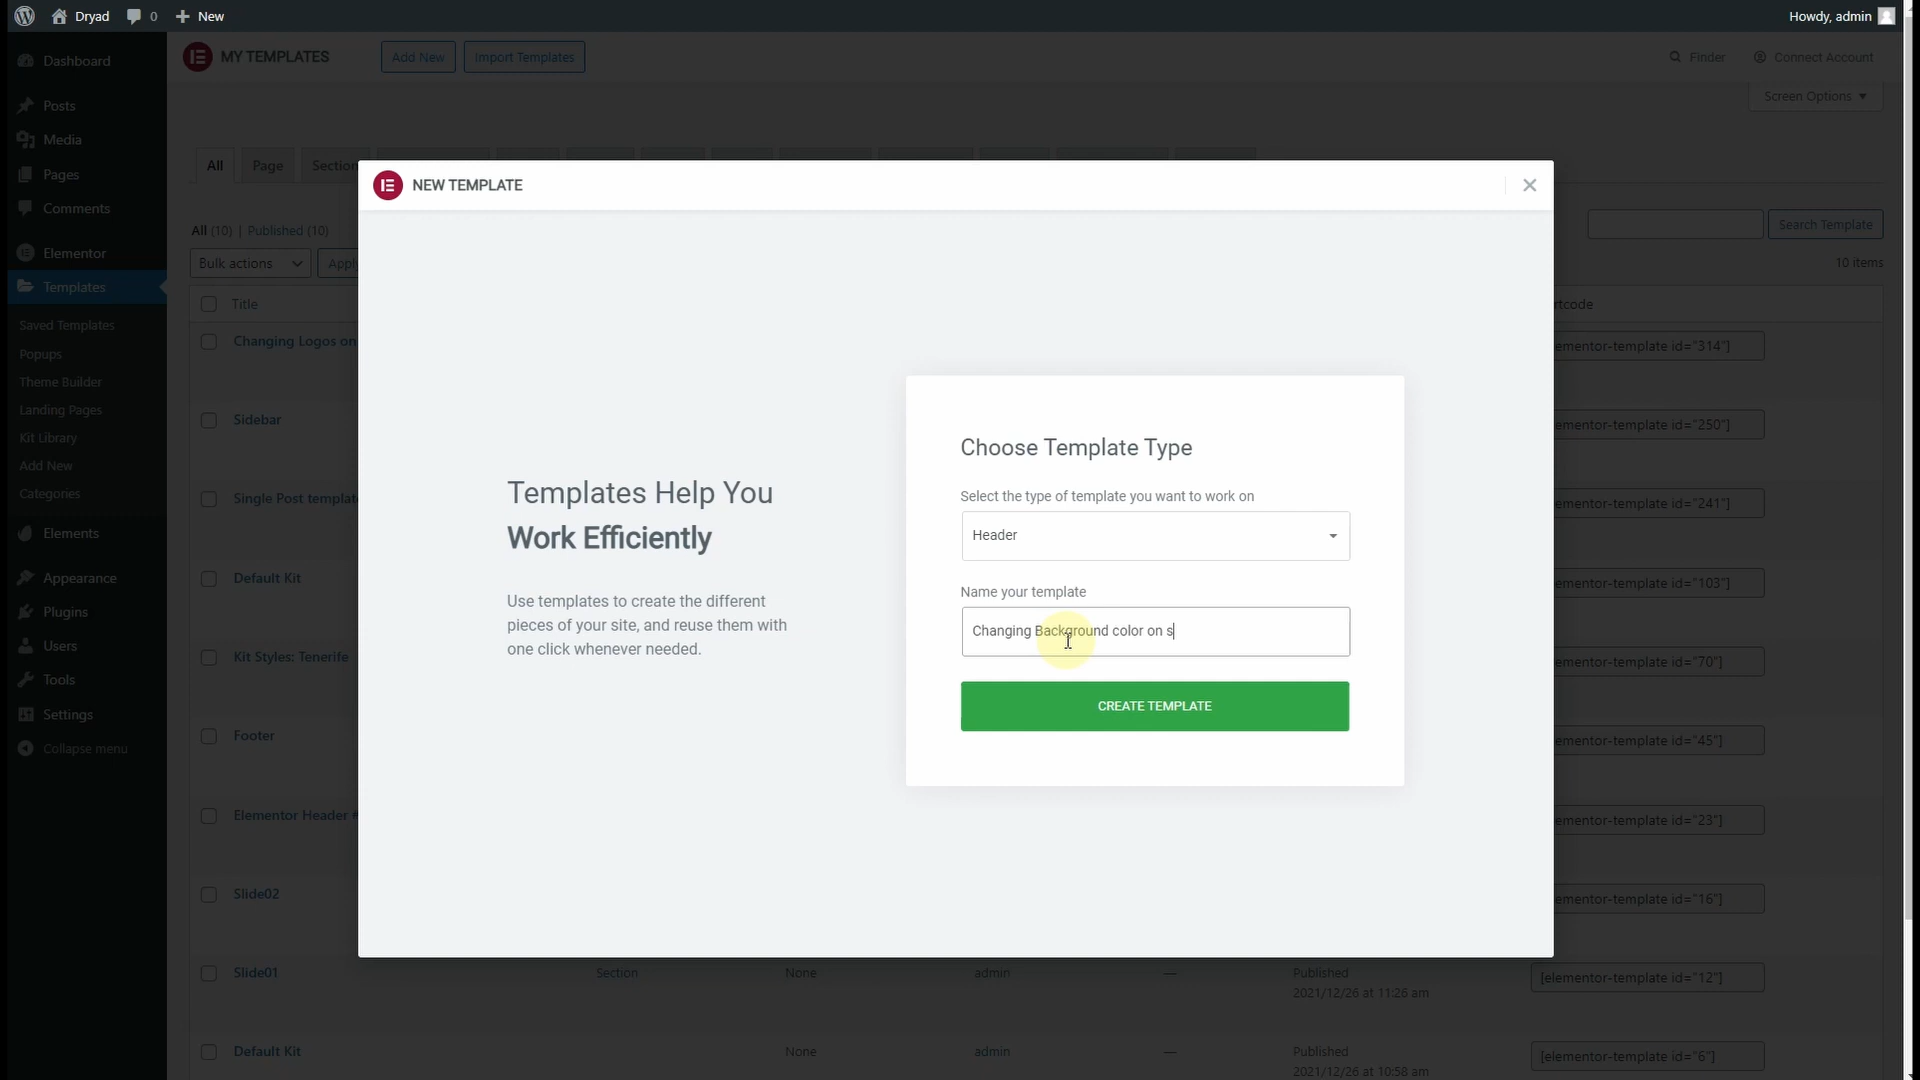 Dryad
0
New
Howdy, admin
MY TEMPLATES
Add New
Import Templates
Finder
Connect Account
Screen Options
Dashboard
Posts
Media
Pages
Comments
Elementor
Templates
Saved Templates
Popups
Theme Builder
Landing Pages
Kit Library
Add New
Categories
Elements
Appearance
Plugins
Users
Tools
Settings
Collapse menu
All
Page
Section
All (10) | Published (10)
Bulk actions
Apply
Search Template
10 items
Title
rtcode
Changing Logos on
ementor-template id="314"]
Sidebar
ementor-template id="250"]
Single Post templat
ementor-template id="241"]
Default Kit
ementor-template id="103"]
Kit Styles: Tenerife
ementor-template id="70"]
Footer
ementor-template id="45"]
Elementor Header #
ementor-template id="23"]
Slide02
ementor-template id="16"]
Slide01
Section
None
admin
—
Published
2021/12/26 at 11:26 am
[elementor-template id="12"]
Default Kit
None
admin
—
Published
2021/12/26 at 10:58 am
[elementor-template id="6"]
NEW TEMPLATE
Templates Help You
Work Efficiently
Use templates to create the different
pieces of your site, and reuse them with
one click whenever needed.
Choose Template Type
Select the type of template you want to work on
Header
Name your template
Changing Background color on s
CREATE TEMPLATE